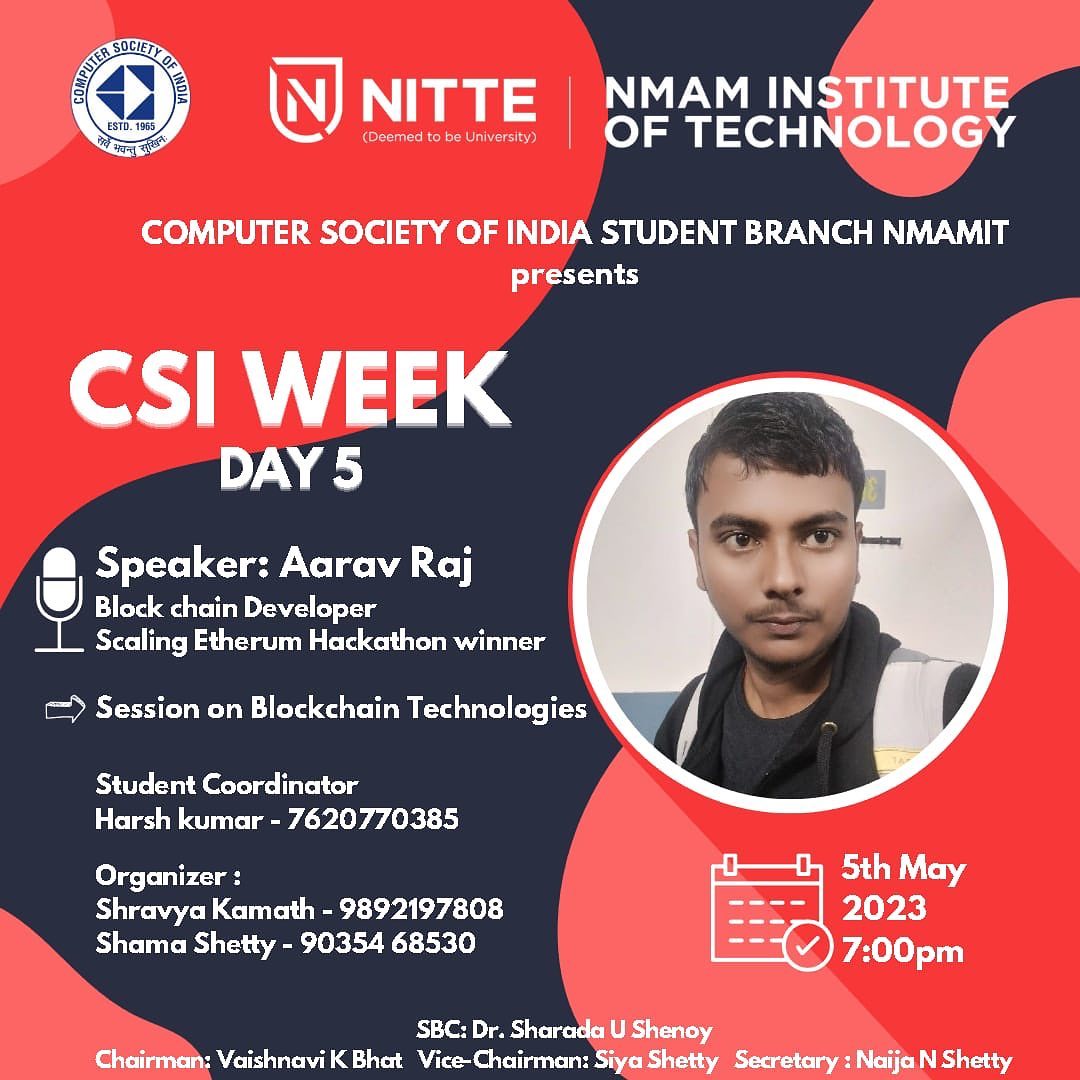 COMPUTER SOCIETY OF INDIA
ESTD. 1965
सर्वे भवन्तु सुखिनः
N NITTE
(Deemed to be University)
NMAM INSTITUTE
OF TECHNOLOGY
COMPUTER SOCIETY OF INDIA STUDENT BRANCH NMAMIT
presents
CSI WEEK
DAY 5
Speaker: Aarav Raj
Block chain Developer
Scaling Etherum Hackathon winner
Session on Blockchain Technologies
Student Coordinator
Harsh kumar - 7620770385
Organizer :
Shravya Kamath - 9892197808
Shama Shetty - 90354 68530
5th May
2023
7:00pm
SBC: Dr. Sharada U Shenoy
Chairman: Vaishnavi K Bhat Vice-Chairman: Siya Shetty Secretary : Naija N Shetty